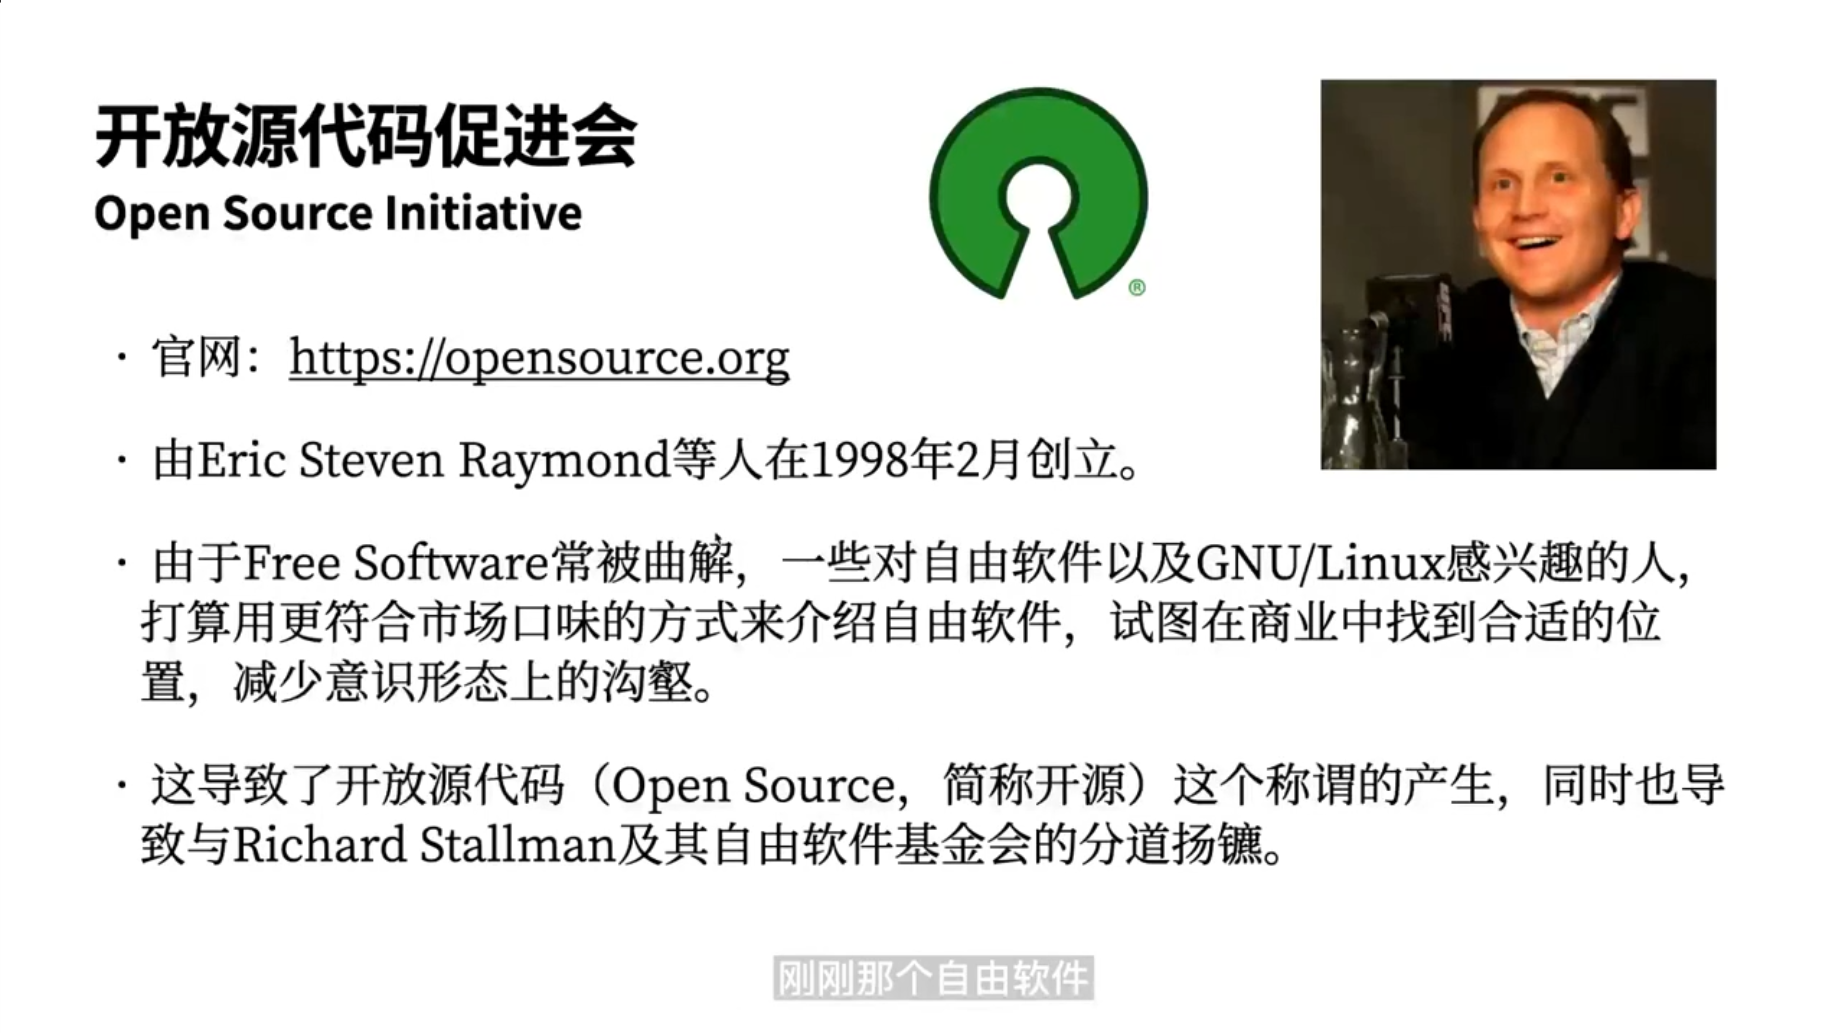 开放源代码促进会
Open Source Initiative
®
· 官网：https://opensource.org
· 由Eric Steven Raymond等人在1998年2月创立。
· 由于Free Software常被曲解，一些对自由软件以及GNU/Linux感兴趣的人，
打算用更符合市场口味的方式来介绍自由软件，试图在商业中找到合适的位
置，减少意识形态上的沟壑。
· 这导致了开放源代码（Open Source，简称开源）这个称谓的产生，同时也导
致与Richard Stallman及其自由软件基金会的分道扬镳。
刚刚那个自由软件